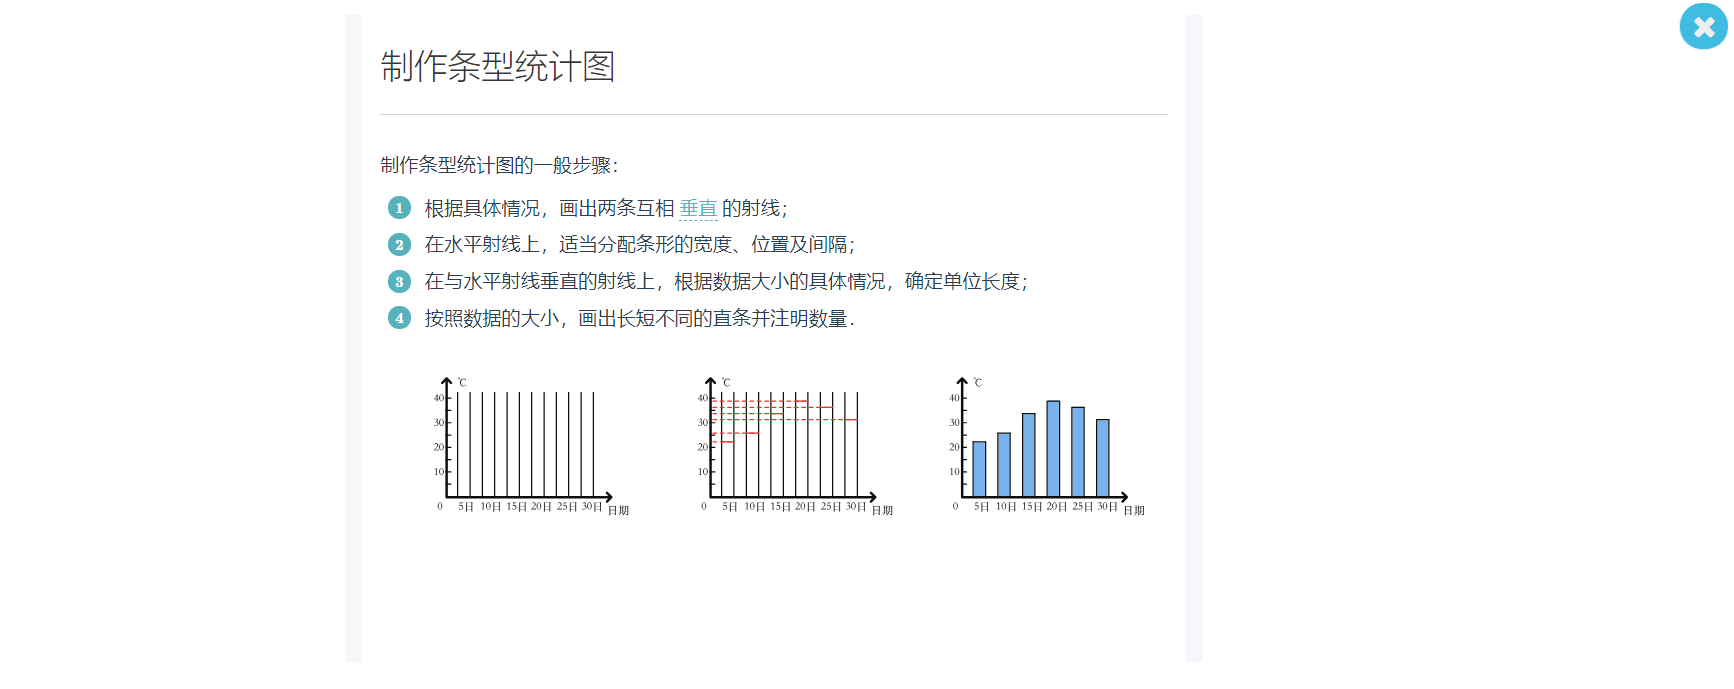 制作条型统计图
制作条型统计图的一般步骤：
1 根据具体情况，画出两条互相 垂直 的射线；
2 在水平射线上，适当分配条形的宽度、位置及间隔；
3 在与水平射线垂直的射线上，根据数据大小的具体情况，确定单位长度；
4 按照数据的大小，画出长短不同的直条并注明数量．
℃
40
30
20
10
0 5日 10日 15日 20日 25日 30日 日期
℃
40
30
20
10
0 5日 10日 15日 20日 25日 30日 日期
℃
40
30
20
10
0 5日 10日 15日 20日 25日 30日 日期